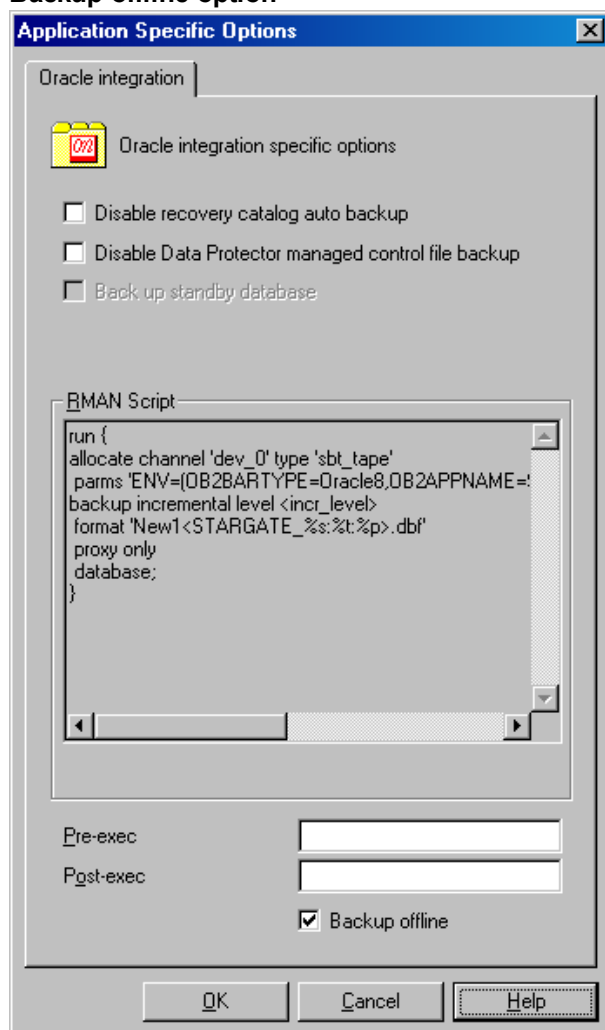 Backup offline option
Application Specific Options
Oracle integration
Oracle integration specific options
Disable recovery catalog auto backup
Disable Data Protector managed control file backup
Back up standby database
RMAN Script
run {
allocate channel 'dev_0' type 'sbt_tape'
parms 'ENV=(OB2BARTYPE=Oracle8,OB2APPNAME=
backup incremental level <incr_level>
format 'New1<STARGATE_%s:%t:%p>.dbf'
proxy only
database;
}
Pre-exec
Post-exec
Backup offline
OK
Cancel
Help